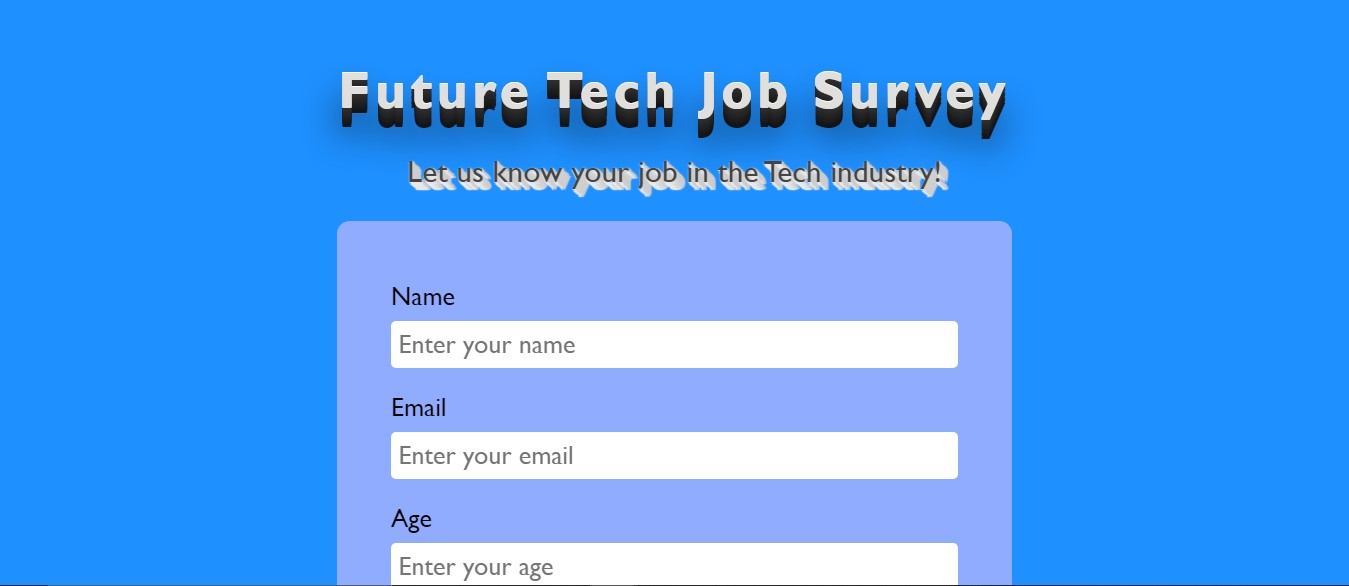 Future Tech Job Survey
Let us know your job in the Tech industry!
Name
Enter your name
Email
Enter your email
Age
Enter your age